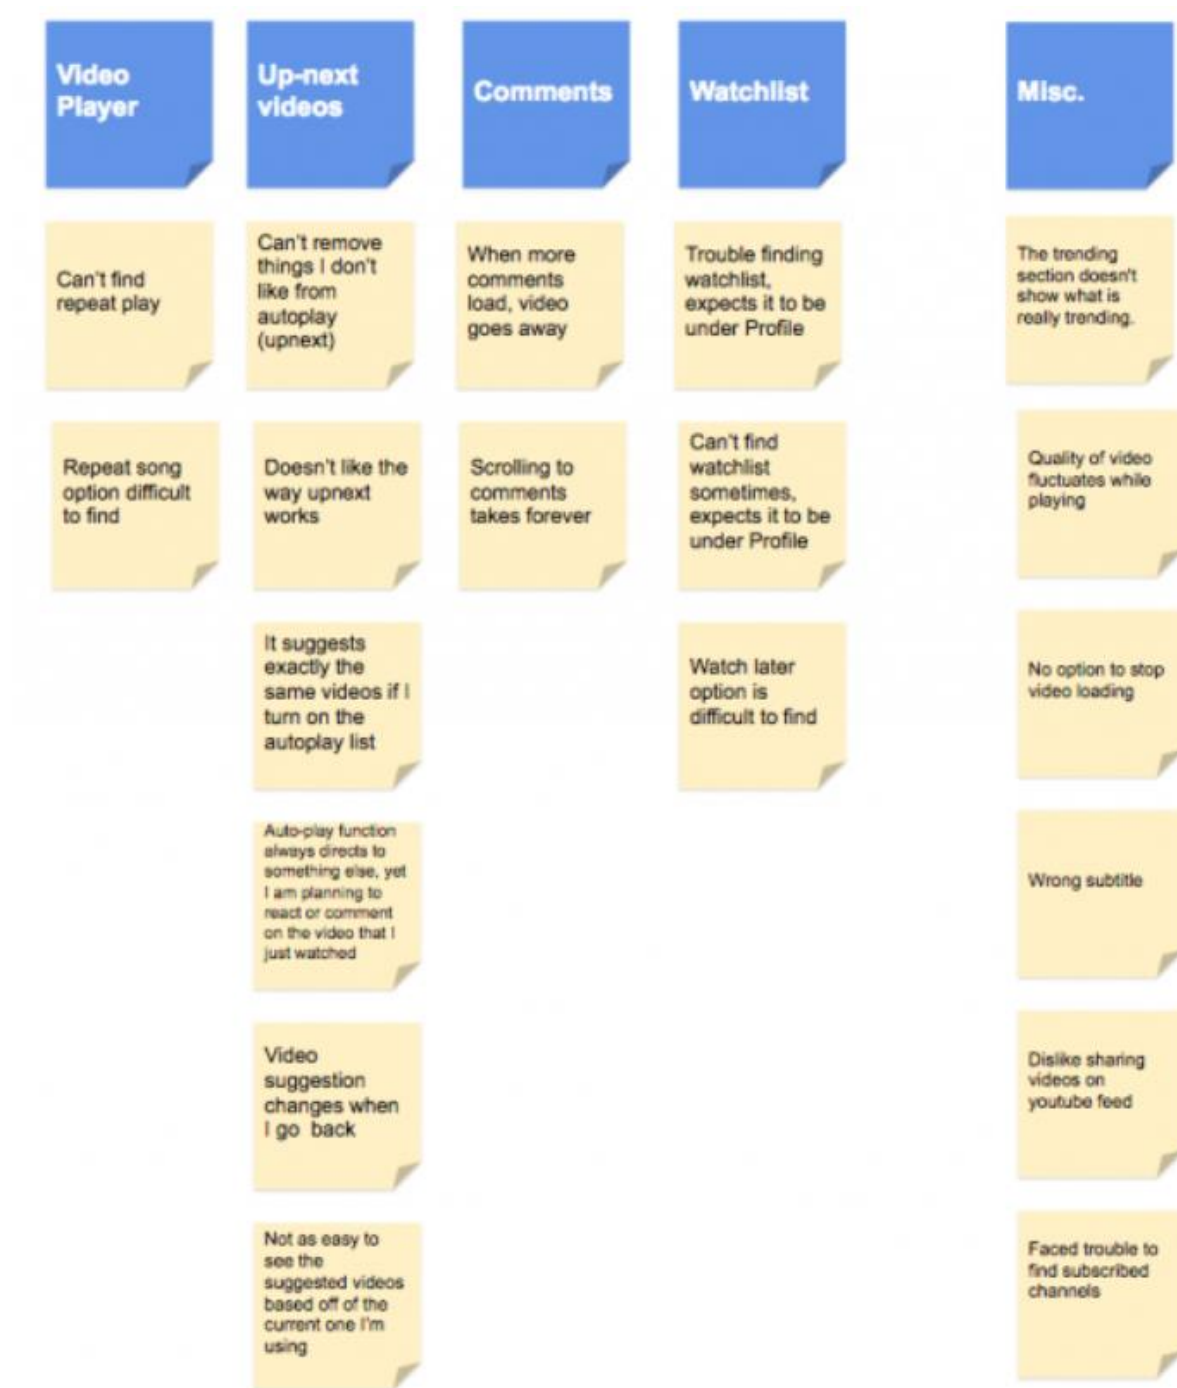 Video
Player
Up-next
videos
Comments
Watchlist
Misc.
Can't find
repeat play
Repeat song
option difficult
to find
Can't remove
things I don't
like from
autoplay
(upnext)
Doesn't like the
way upnext
works
It suggests
exactly the
same videos if I
turn on the
autoplay list
Auto-play function
always directs to
something else, yet
I am planning to
react or comment
on the video that I
just watched
Video
suggestion
changes when
I go back
Not as easy to
see the
suggested videos
based off of the
current one I'm
using
When more
comments
load, video
goes away
Scrolling to
comments
takes forever
Trouble finding
watchlist,
expects it to be
under Profile
Can't find
watchlist
sometimes,
expects it to be
under Profile
Watch later
option is
difficult to find
The trending
section doesn't
show what is
really trending.
Quality of video
fluctuates while
playing
No option to stop
video loading
Wrong subtitle
Dislike sharing
videos on
youtube feed
Faced trouble to
find subscribed
channels